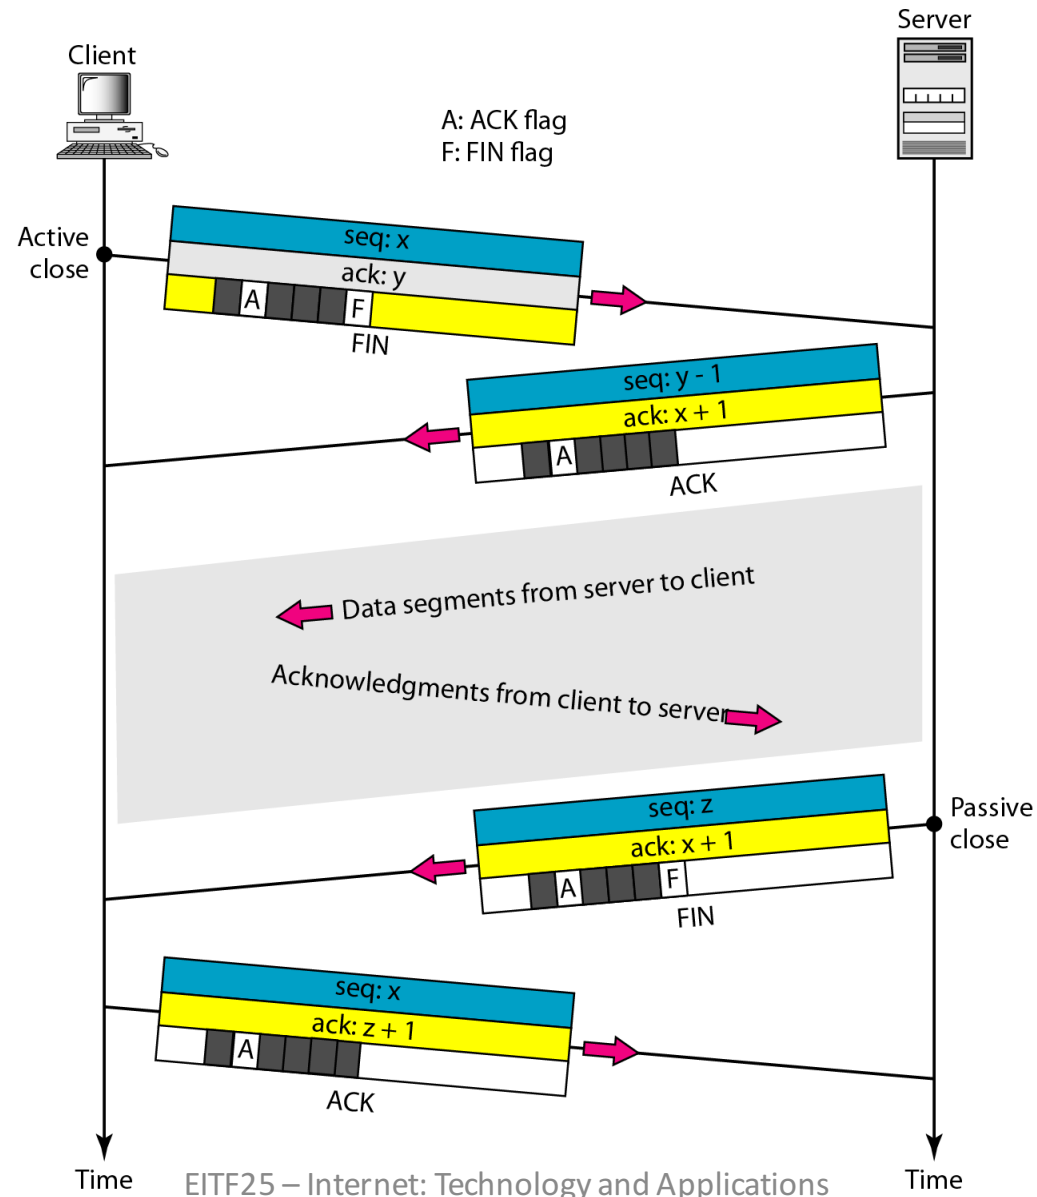 Server
Client
A: ACK flag
F: FIN flag
Active
close
seq: x
ack: y
A F
FIN
seq: y - 1
ack: x + 1
A
ACK
Data segments from server to client
Acknowledgments from client to server
Passive
close
seq: z
ack: x + 1
A F
FIN
seq: x
ack: z + 1
A
ACK
Time
EITF25 – Internet: Technology and Applications
Time